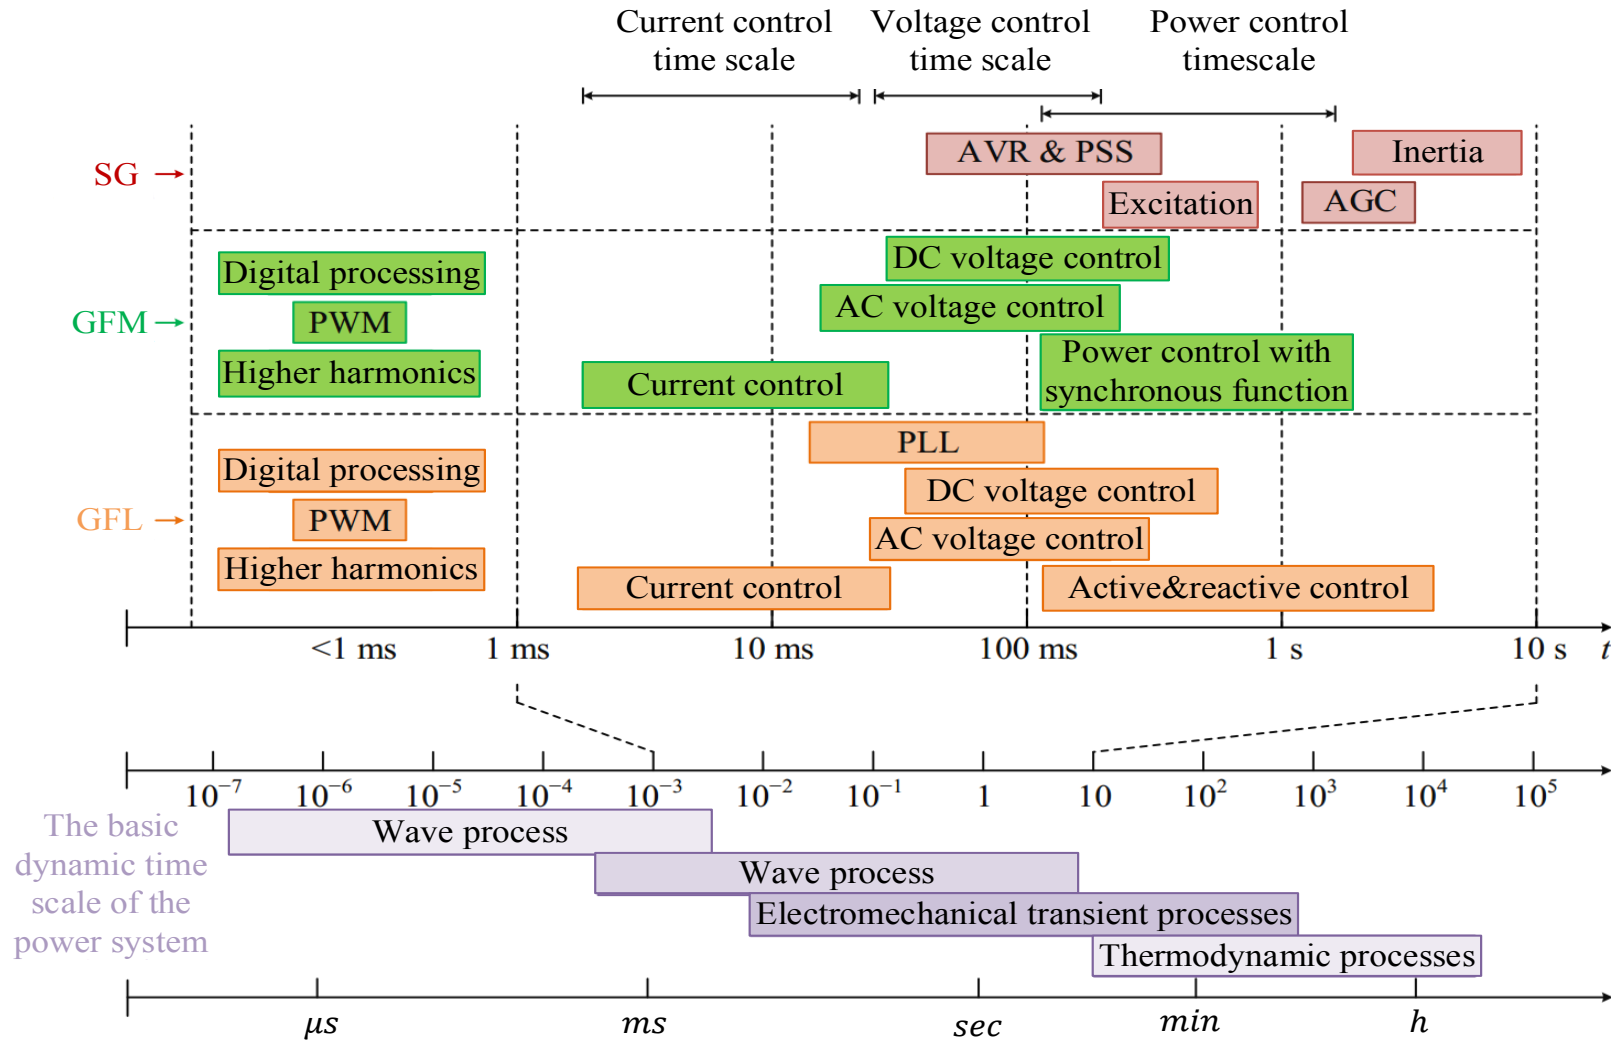 Current control
time scale
Voltage control
time scale
Power control
timescale
SG
AVR & PSS
Inertia
Excitation
AGC
GFM
Digital processing
PWM
Higher harmonics
DC voltage control
AC voltage control
Current control
Power control with
synchronous function
GFL
Digital processing
PWM
Higher harmonics
PLL
DC voltage control
AC voltage control
Current control
Active&reactive control
<1 ms 1 ms 10 ms 100 ms 1 s 10 s t
10⁻⁷ 10⁻⁶ 10⁻⁵ 10⁻⁴ 10⁻³ 10⁻² 10⁻¹ 1 10 10² 10³ 10⁴ 10⁵
The basic
dynamic time
scale of the
power system
Wave process
Wave process
Electromechanical transient processes
Thermodynamic processes
μs ms sec min h